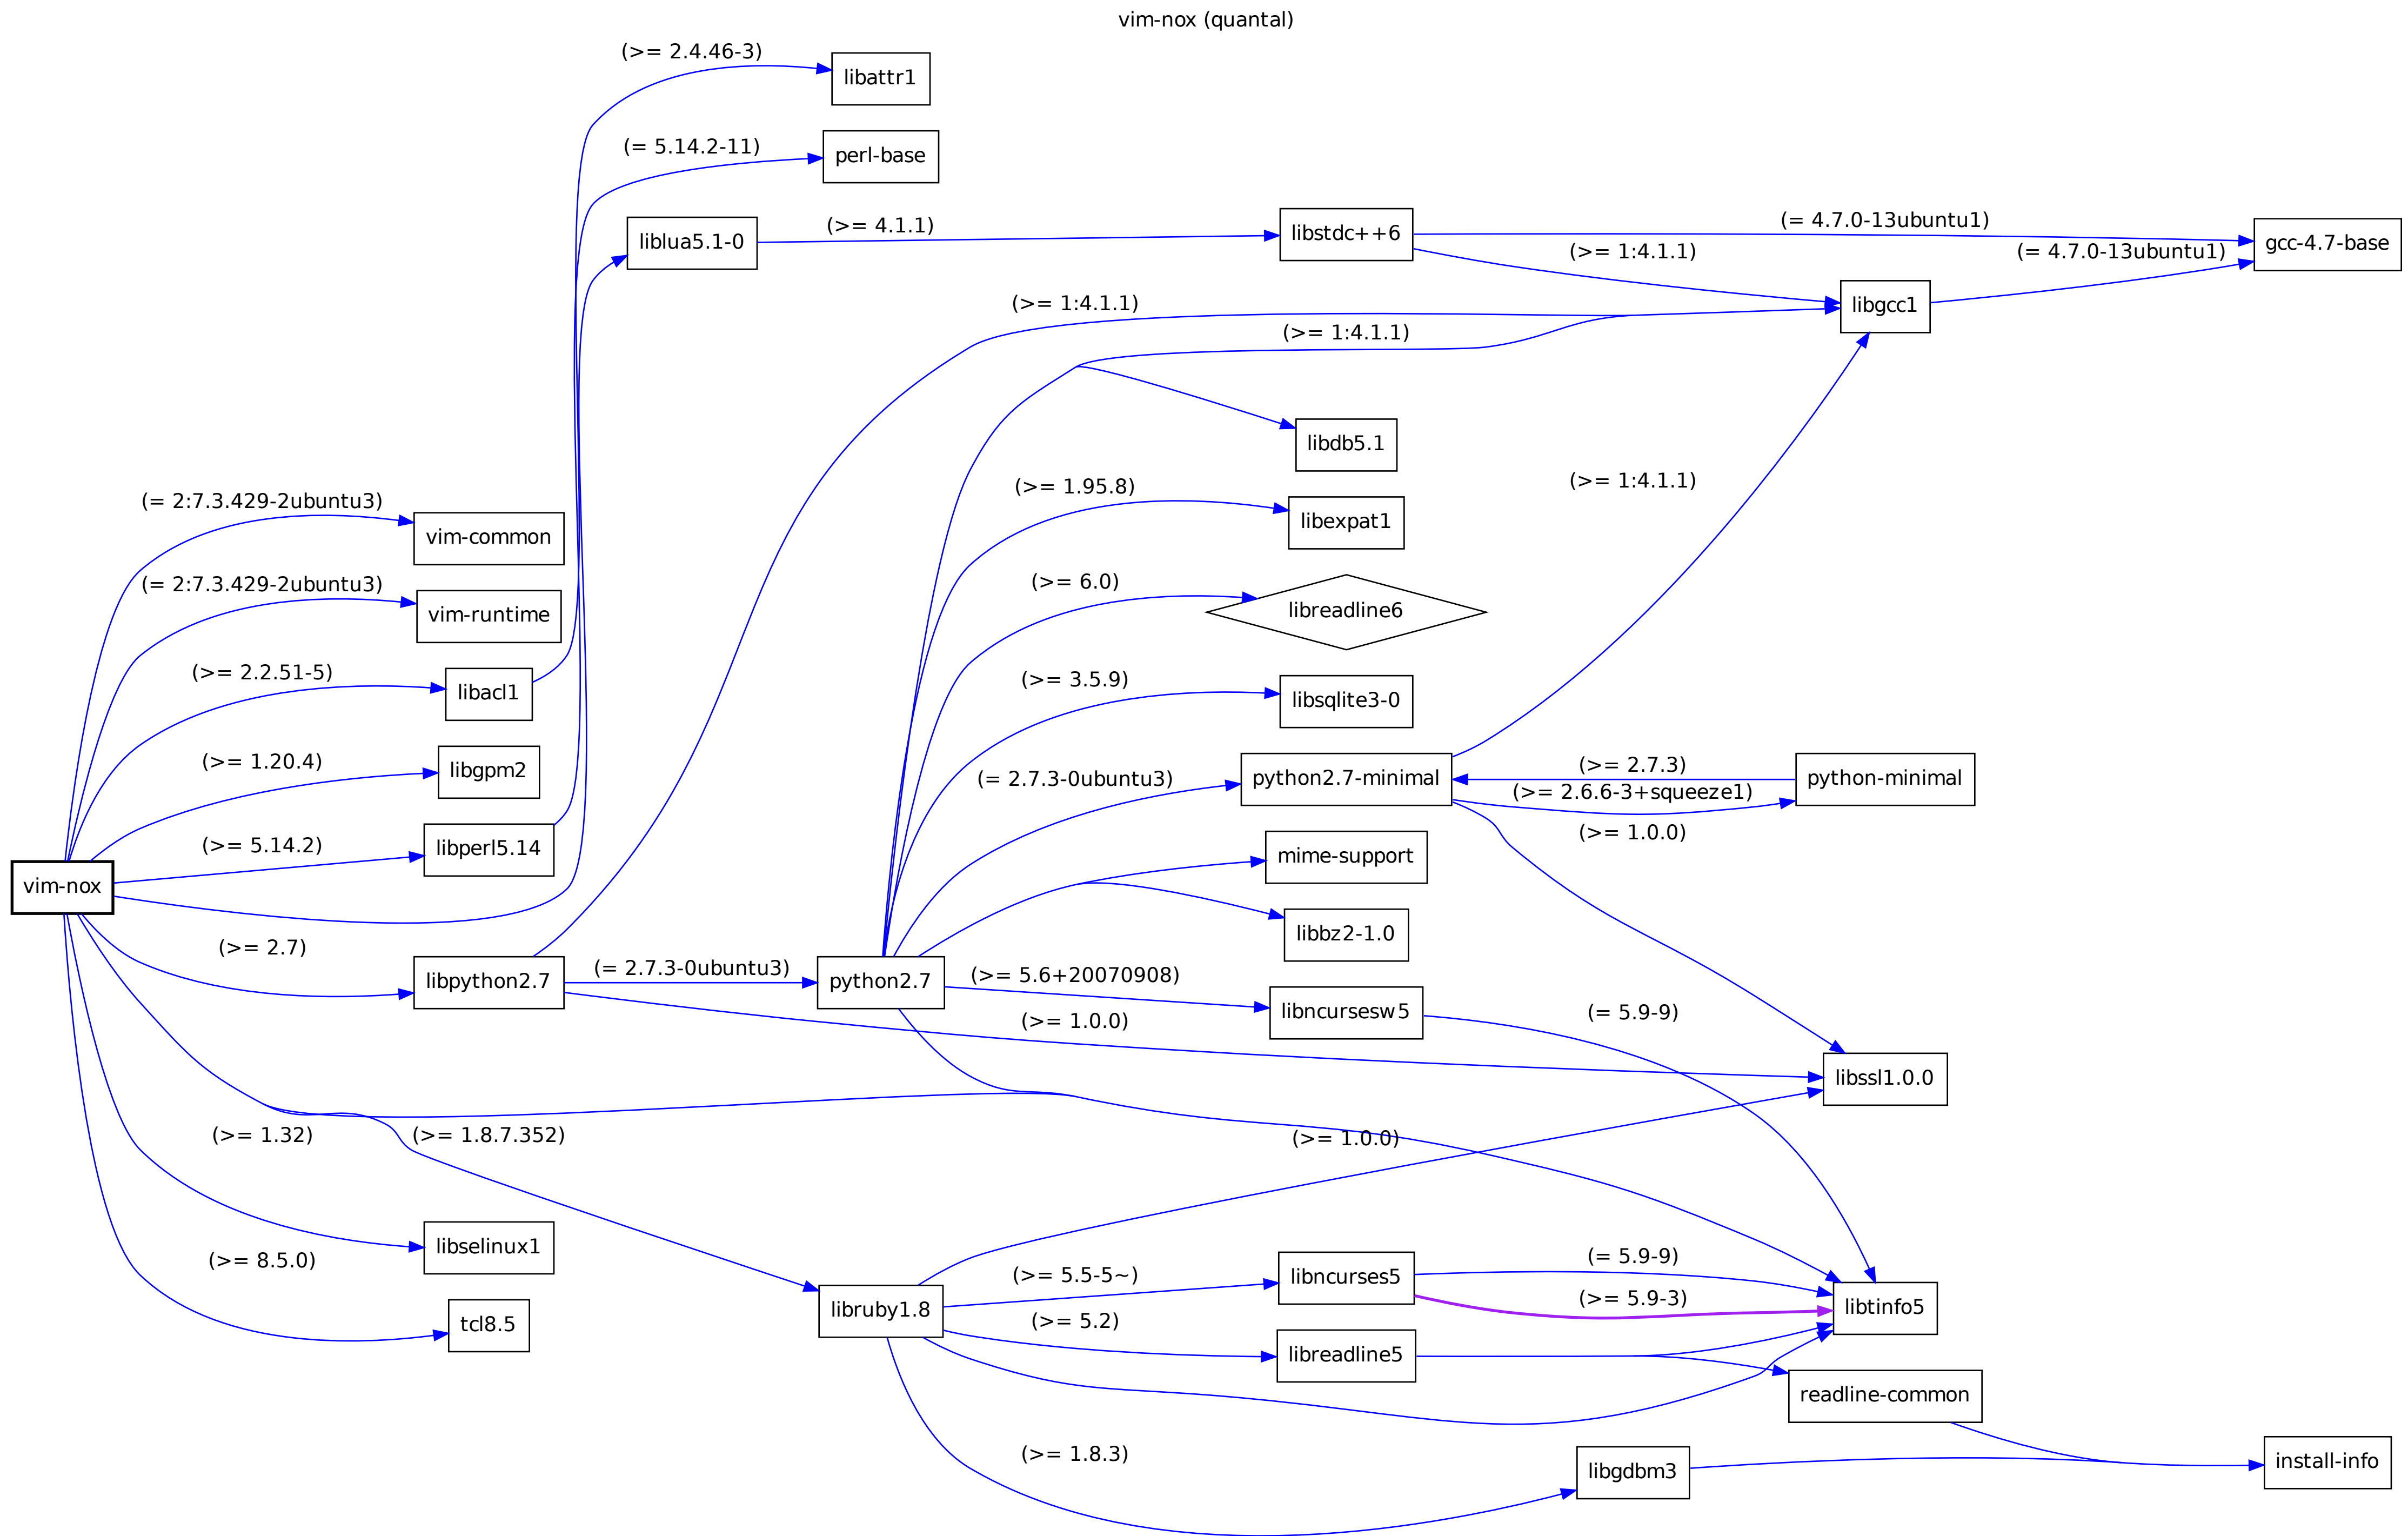 vim-nox (quantal)
(>= 2.4.46-3)
libattr1
(= 5.14.2-11)
perl-base
liblua5.1-0
(>= 4.1.1)
libstdc++6
(= 4.7.0-13ubuntu1)
gcc-4.7-base
(>= 1:4.1.1)
(= 4.7.0-13ubuntu1)
(>= 1:4.1.1)
libgcc1
(>= 1:4.1.1)
libdb5.1
(>= 1:4.1.1)
(= 2:7.3.429-2ubuntu3)
vim-common
(>= 1.95.8)
libexpat1
(= 2:7.3.429-2ubuntu3)
vim-runtime
(>= 6.0)
libreadline6
(>= 2.2.51-5)
libacl1
(>= 3.5.9)
libsqlite3-0
(>= 1.20.4)
libgpm2
(= 2.7.3-0ubuntu3)
python2.7-minimal
(>= 2.7.3)
(>= 2.6.6-3+squeeze1)
python-minimal
(>= 1.0.0)
(>= 5.14.2)
libperl5.14
mime-support
vim-nox
libbz2-1.0
(>= 2.7)
libpython2.7
(= 2.7.3-0ubuntu3)
python2.7
(>= 5.6+20070908)
libncursesw5
(= 5.9-9)
(>= 1.0.0)
libssl1.0.0
(>= 1.32)
(>= 1.8.7.352)
(>= 1.0.0)
libselinux1
(>= 8.5.0)
tcl8.5
libruby1.8
(>= 5.5-5~)
libncurses5
(= 5.9-9)
(>= 5.9-3)
libtinfo5
(>= 5.2)
libreadline5
readline-common
(>= 1.8.3)
libgdbm3
install-info